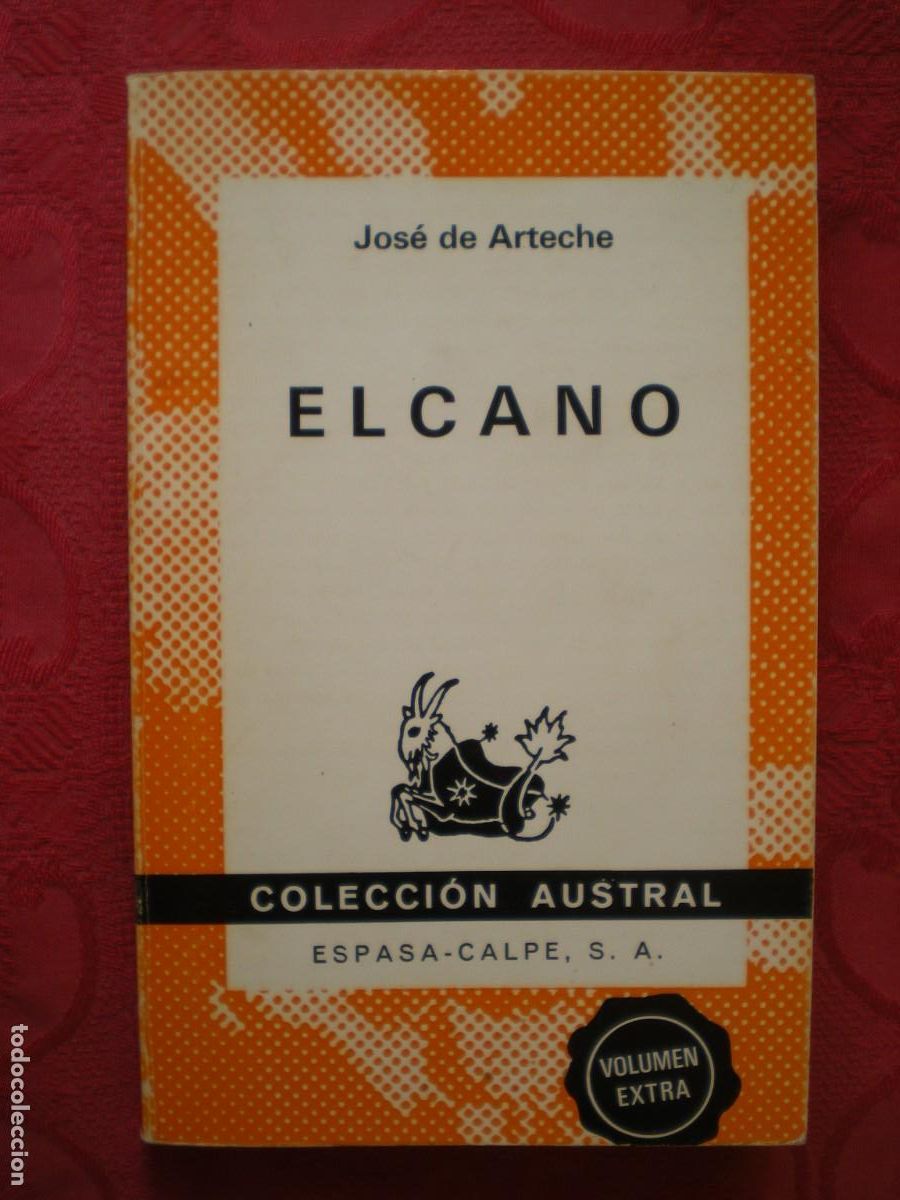 José de Arteche
ELCANO
COLECCIÓN AUSTRAL
ESPASA-CALPE, S. A.
VOLUMEN
EXTRA
todocoleccion